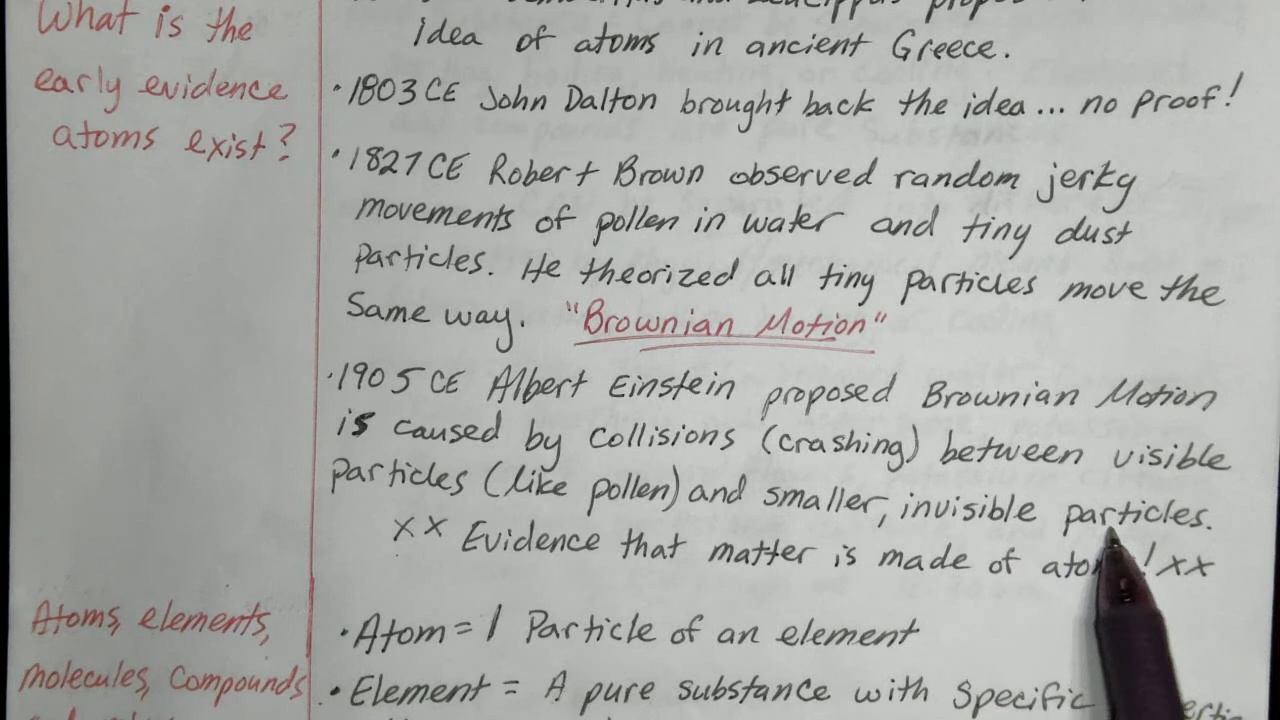 What is the
early evidence
atoms exist?
idea of atoms in ancient Greece.
•1803 CE John Dalton brought back the idea... no proof!
•1827 CE Robert Brown observed random jerky
movements of pollen in water and tiny dust
particles. He theorized all tiny particles move the
same way. "Brownian Motion"
•1905 CE Albert Einstein proposed Brownian Motion
is caused by collisions (crashing) between visible
particles (like pollen) and smaller, invisible particles.
xx Evidence that matter is made of ! xx
Atoms, elements,
molecules, compounds
•Atom = 1 Particle of an element
•Element = A pure substance with specific